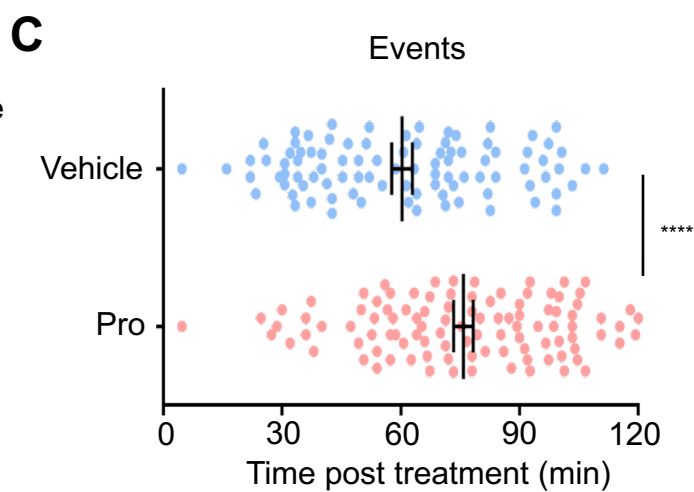 C
Events
e
Vehicle
****
Pro
0 30 60 90 120
Time post treatment (min)